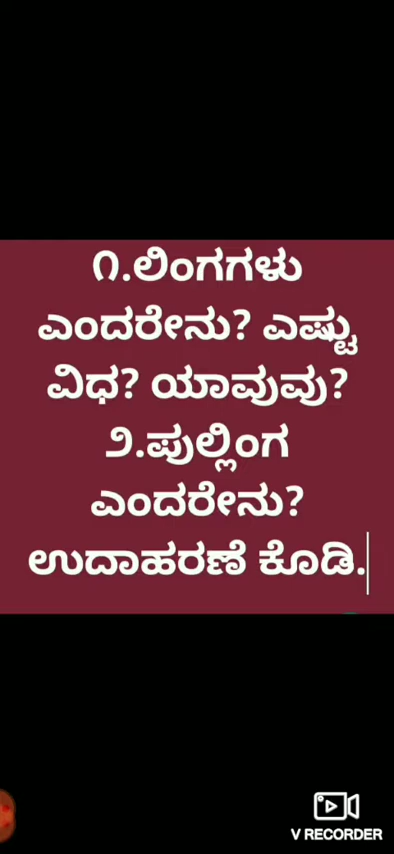 ೧.ಲಿಂಗಗಳು
ಎಂದರೇನು? ಎಷ್ಟು
ವಿಧ? ಯಾವುವು?
೨.ಪುಲ್ಲಿಂಗ
ಎಂದರೇನು?
ಉದಾಹರಣೆ ಕೊಡಿ.
V RECORDER